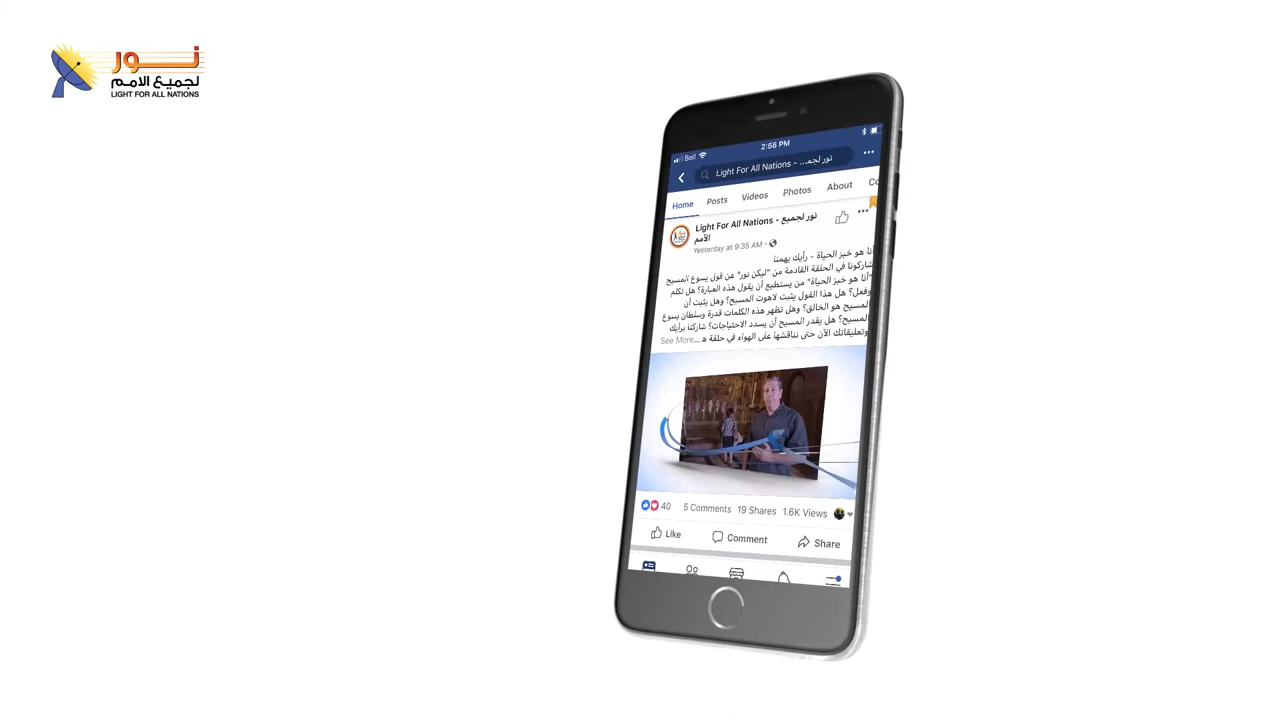 نـور
لجميع الامم
LIGHT FOR ALL NATIONS
Bell 2:56 PM
Light For All Nations - ...نور لجمـ
Home Posts Videos Photos About Co
Light For All Nations - نور لجميع
الأمم
Yesterday at 9:35 AM
أنا هو خبز الحياة - رأيك يهمنا
شاركونا في الحلقة القادمة من "ليكن نور" عن قول يسوع المسيح
"أنا هو خبز الحياة" من يستطيع أن يقول هذه العبارة؟ هل تكلم
وفعل؟ هل هذا القول يثبت لاهوت المسيح؟ وهل يثبت أن
المسيح هو الخالق؟ وهل تظهر هذه الكلمات قدرة وسلطان يسوع
المسيح؟ هل يقدر المسيح أن يسدد الاحتياجات؟ شاركنا برأيك
وتعليقاتك الآن حتى نناقشها على الهواء في حلقة هـ ...See More
40 5 Comments 19 Shares 1.6K Views
Like Comment Share